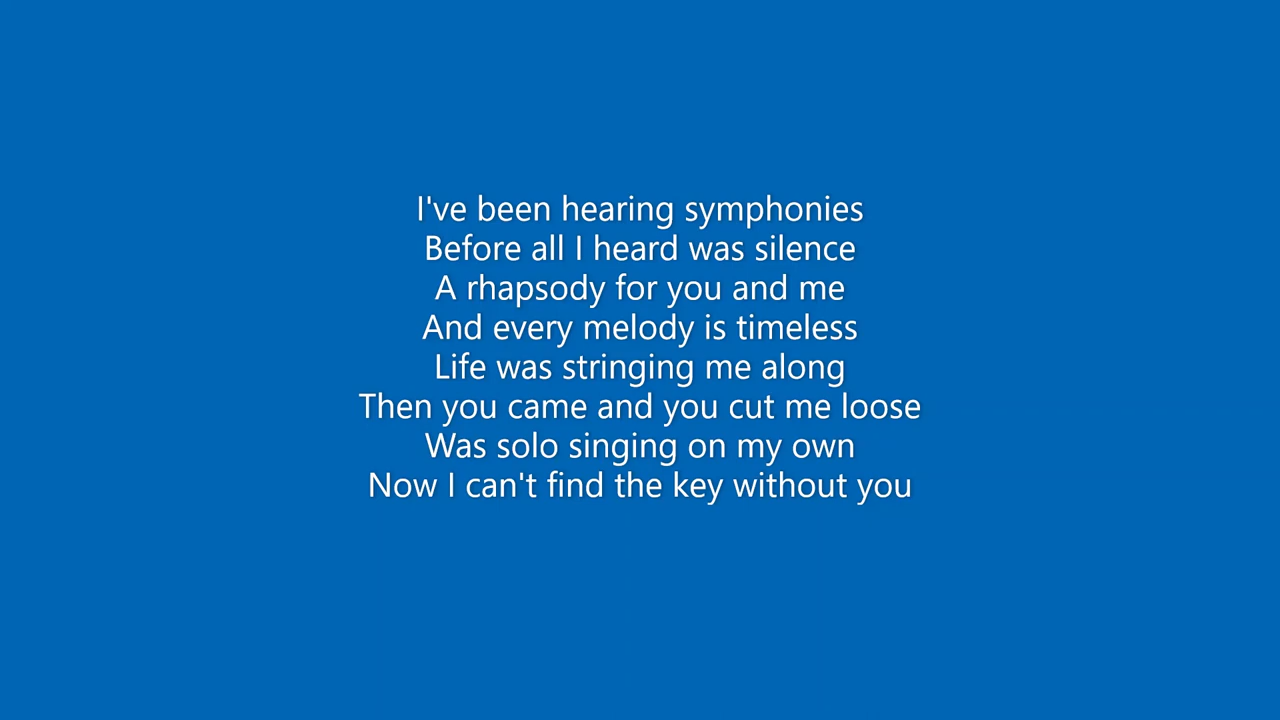 I've been hearing symphonies
Before all I heard was silence
A rhapsody for you and me
And every melody is timeless
Life was stringing me along
Then you came and you cut me loose
Was solo singing on my own
Now I can't find the key without you